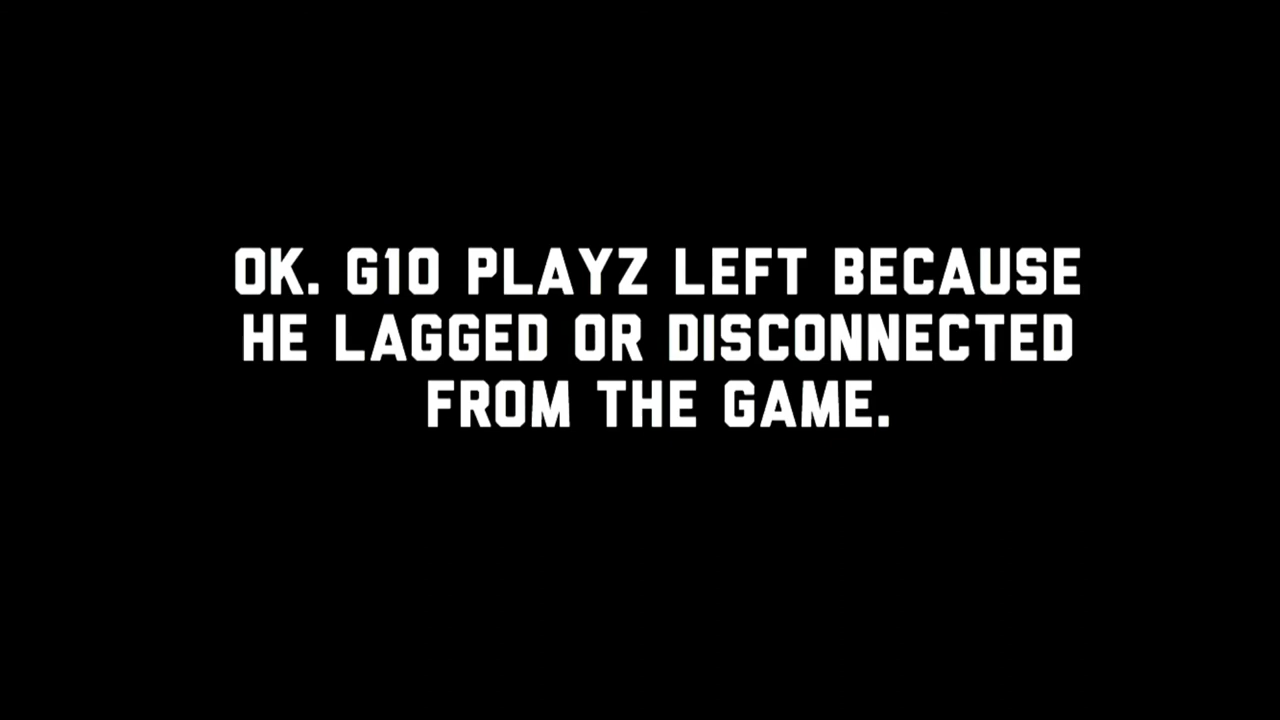 OK. G10 PLAYZ LEFT BECAUSE
HE LAGGED OR DISCONNECTED
FROM THE GAME.